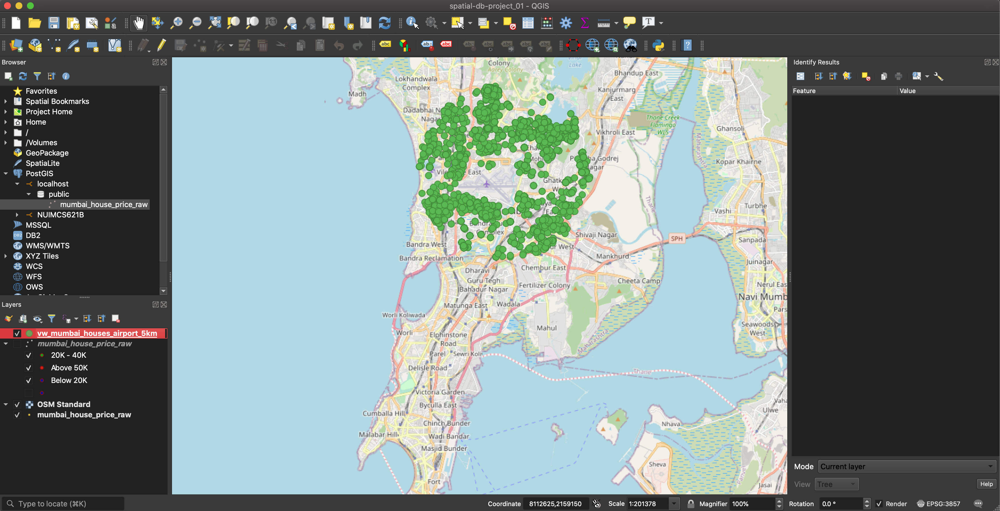 spatial-db-project_01 - QGIS
Browser
Favorites
Spatial Bookmarks
Project Home
Home
/
/Volumes
GeoPackage
SpatiaLite
PostGIS
localhost
public
mumbai_house_price_raw
NUIMCS621B
MSSQL
DB2
WMS/WMTS
XYZ Tiles
WCS
WFS
OWS
Layers
vw_mumbai_houses_airport_5km
mumbai_house_price_raw
20K - 40K
Above 50K
Below 20K
OSM Standard
mumbai_house_price_raw
Colony
Aarey Colony
Lake
Bhandup East
Lokhandwala
Complex
Madh
Kanjurmarg
East
Dadabhai N
Nagar
Thane Creek
Flamingo
WLS
Ghansoli
Vikhroli East
Maharashtra
Kopar Khairne
Godrej
East
Vashi
Turbhe
Thane
Shivaji Nagar
SPH
Sanpada
Bandra West
ur West
Bandra Reclamation
Mankhurd
Juinagar
Dharavi
Chembur East
Guru Tegh
Bahadur Nagar
Fertilizer Colony
Cheeta Camp
Nerul Eas
Navi Mumb
Matunga East
Wadala
Pars
Worli Koliwada
Seawoods
West
Mahul
Worli
Elphinstone
Road
Maharashtra
Parel
Sewri Koli
Delisle Road
Thane
Victoria Garden
Byculla East
Vaha
Ulwe
Cumballa Hill
Chinch Bunder
Nhava
Malabar Hill
Wadi Bandar
Masjid Bunder
Sheva
Panvel
Fort
Jasai
Identify Results
Feature Value
Mode Current layer
View Tree Help
Type to locate (⌘K)
Coordinate 8112625,2159150 Scale 1:201378 Magnifier 100% Rotation 0.0 ° Render EPSG:3857